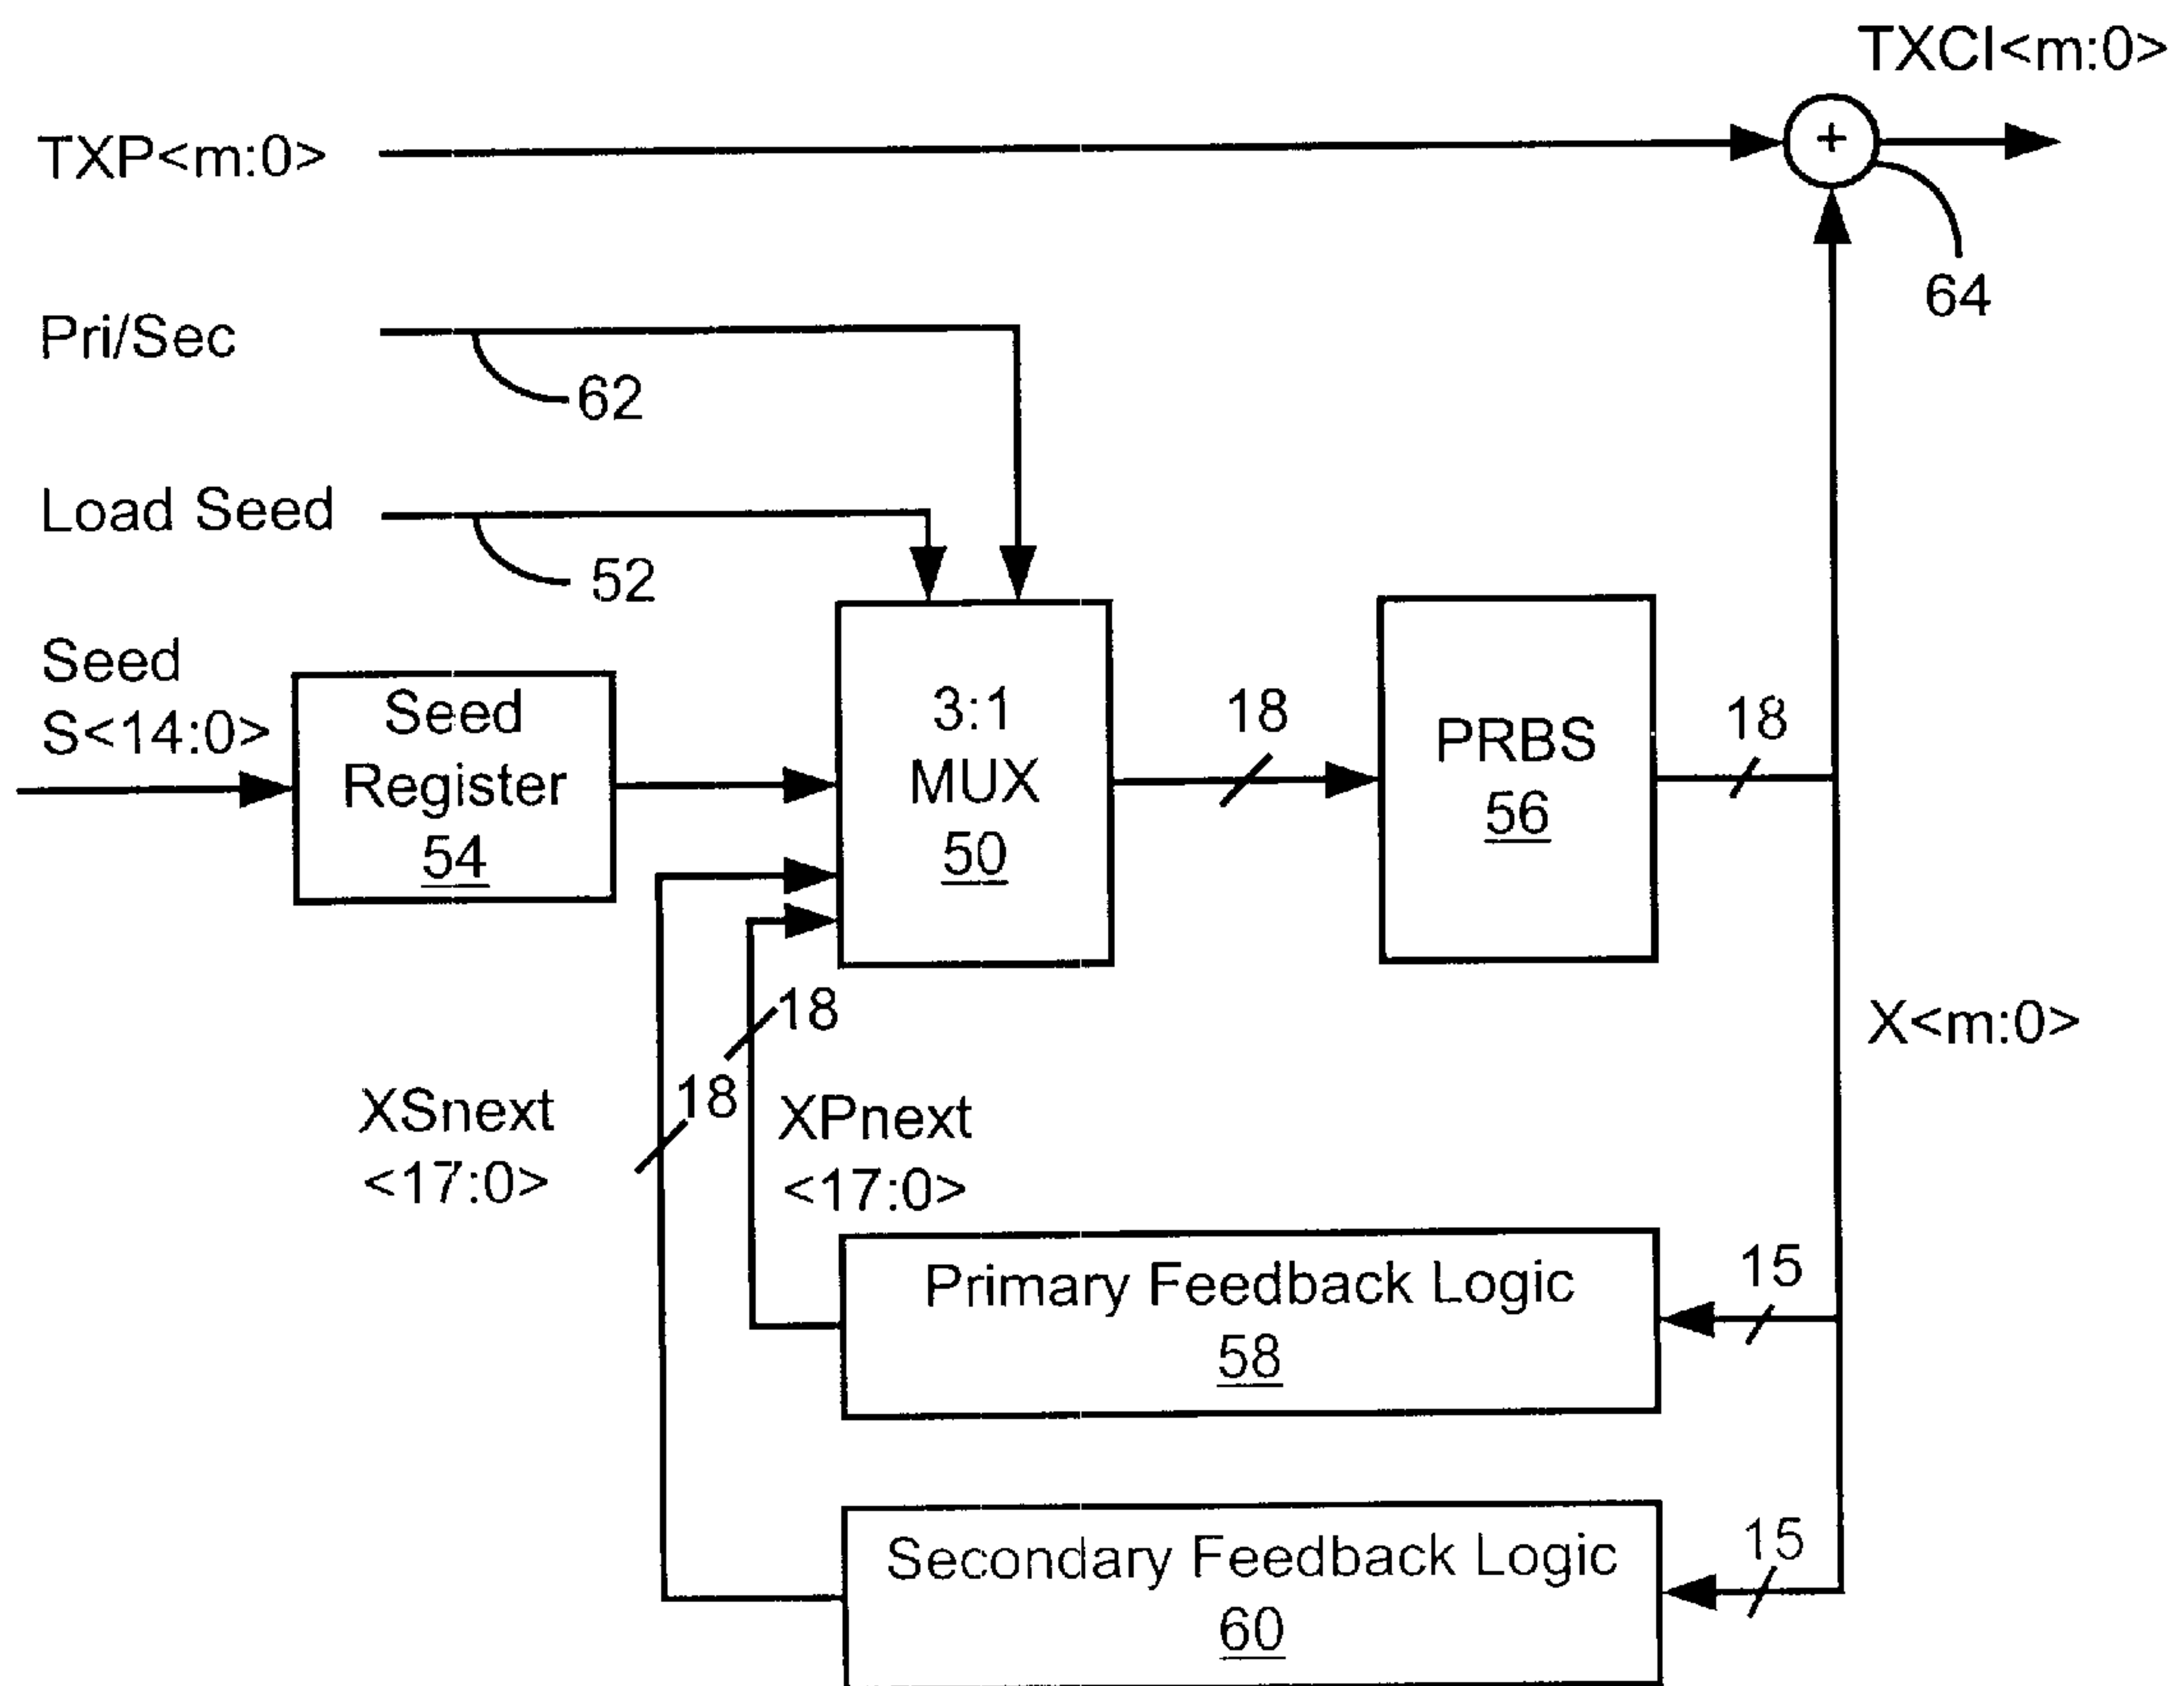 TXCI<m:0>
TXP<m:0>
+
64
Pri/Sec
62
Load Seed
52
Seed
S<14:0>
Seed
Register
54
3:1
MUX
50
18
PRBS
56
18
18
18
XSnext
<17:0>
XPnext
<17:0>
X<m:0>
Primary Feedback Logic
58
15
Secondary Feedback Logic
60
15